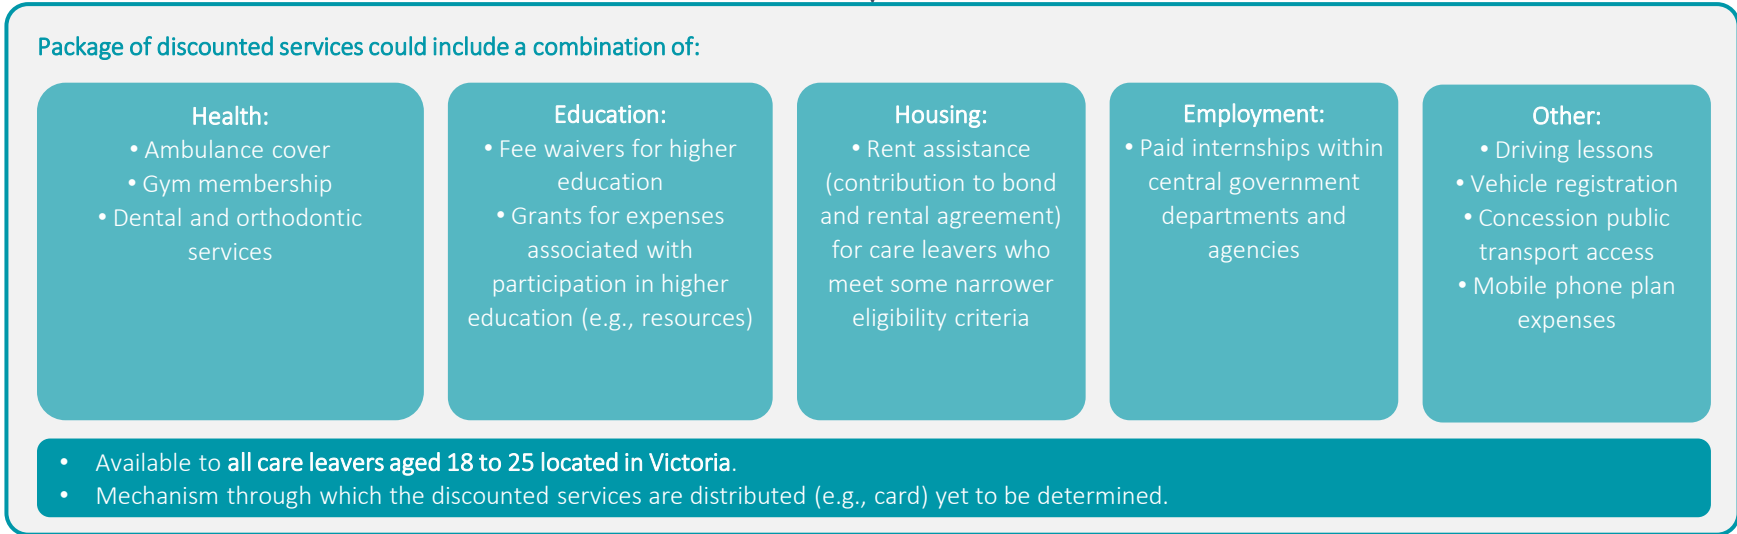 Package of discounted services could include a combination of:
Health:
• Ambulance cover
• Gym membership
• Dental and orthodontic
services
Education:
• Fee waivers for higher
education
• Grants for expenses
associated with
participation in higher
education (e.g., resources)
Housing:
• Rent assistance
(contribution to bond
and rental agreement)
for care leavers who
meet some narrower
eligibility criteria
Employment:
• Paid internships within
central government
departments and
agencies
Other:
• Driving lessons
• Vehicle registration
• Concession public
transport access
• Mobile phone plan
expenses
• Available to all care leavers aged 18 to 25 located in Victoria.
• Mechanism through which the discounted services are distributed (e.g., card) yet to be determined.